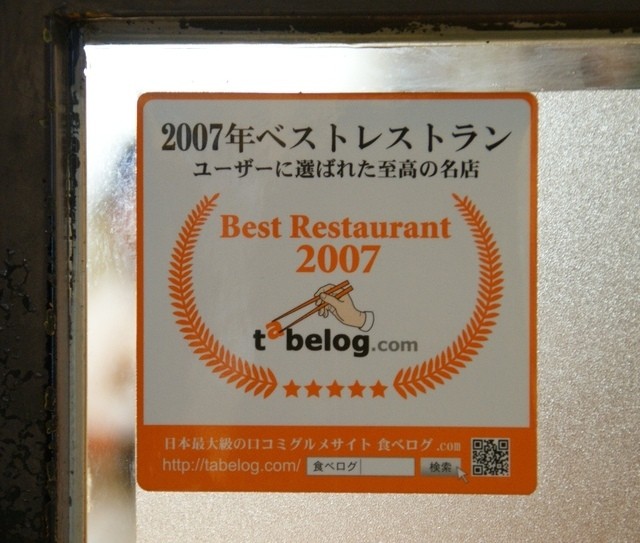 2007年ベストレストラン
ユーザーに選ばれた至高の名店
Best Restaurant
2007
tabelog.com
日本最大級の口コミグルメサイト 食べログ.com
http://tabelog.com/ 食べログ 検索